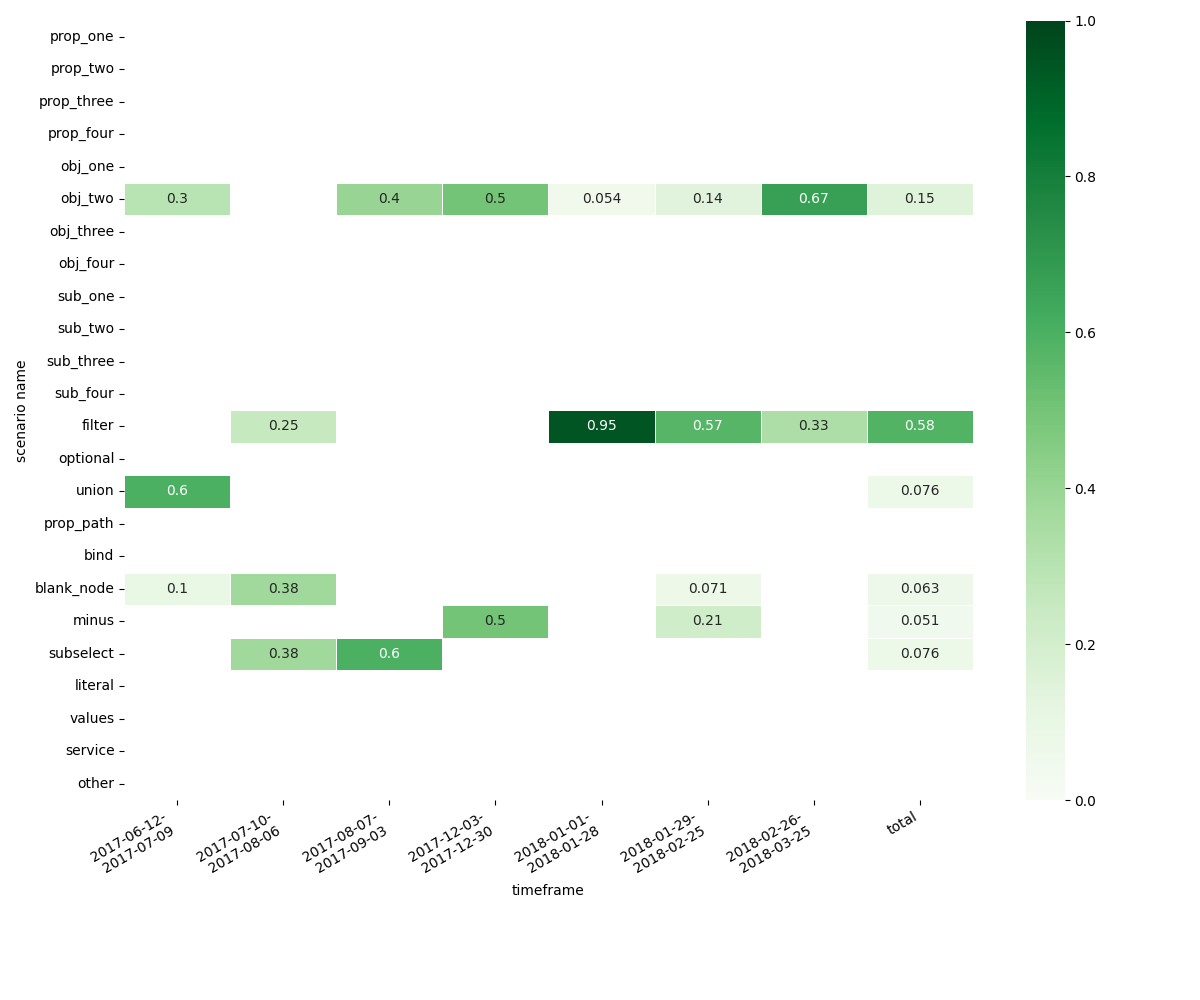 prop_one
prop_two
prop_three
prop_four
obj_one
obj_two 0.3 0.4 0.5 0.054 0.14 0.67 0.15
obj_three
obj_four
sub_one
sub_two
sub_three
sub_four
filter 0.25 0.95 0.57 0.33 0.58
optional
union 0.6 0.076
prop_path
bind
blank_node 0.1 0.38 0.071 0.063
minus 0.5 0.21 0.051
subselect 0.38 0.6 0.076
literal
values
service
other
scenario name
2017-06-12-
2017-07-09
2017-07-10-
2017-08-06
2017-08-07-
2017-09-03
2017-12-03-
2017-12-30
2018-01-01-
2018-01-28
2018-01-29-
2018-02-25
2018-02-26-
2018-03-25
total
timeframe
1.0
0.8
0.6
0.4
0.2
0.0